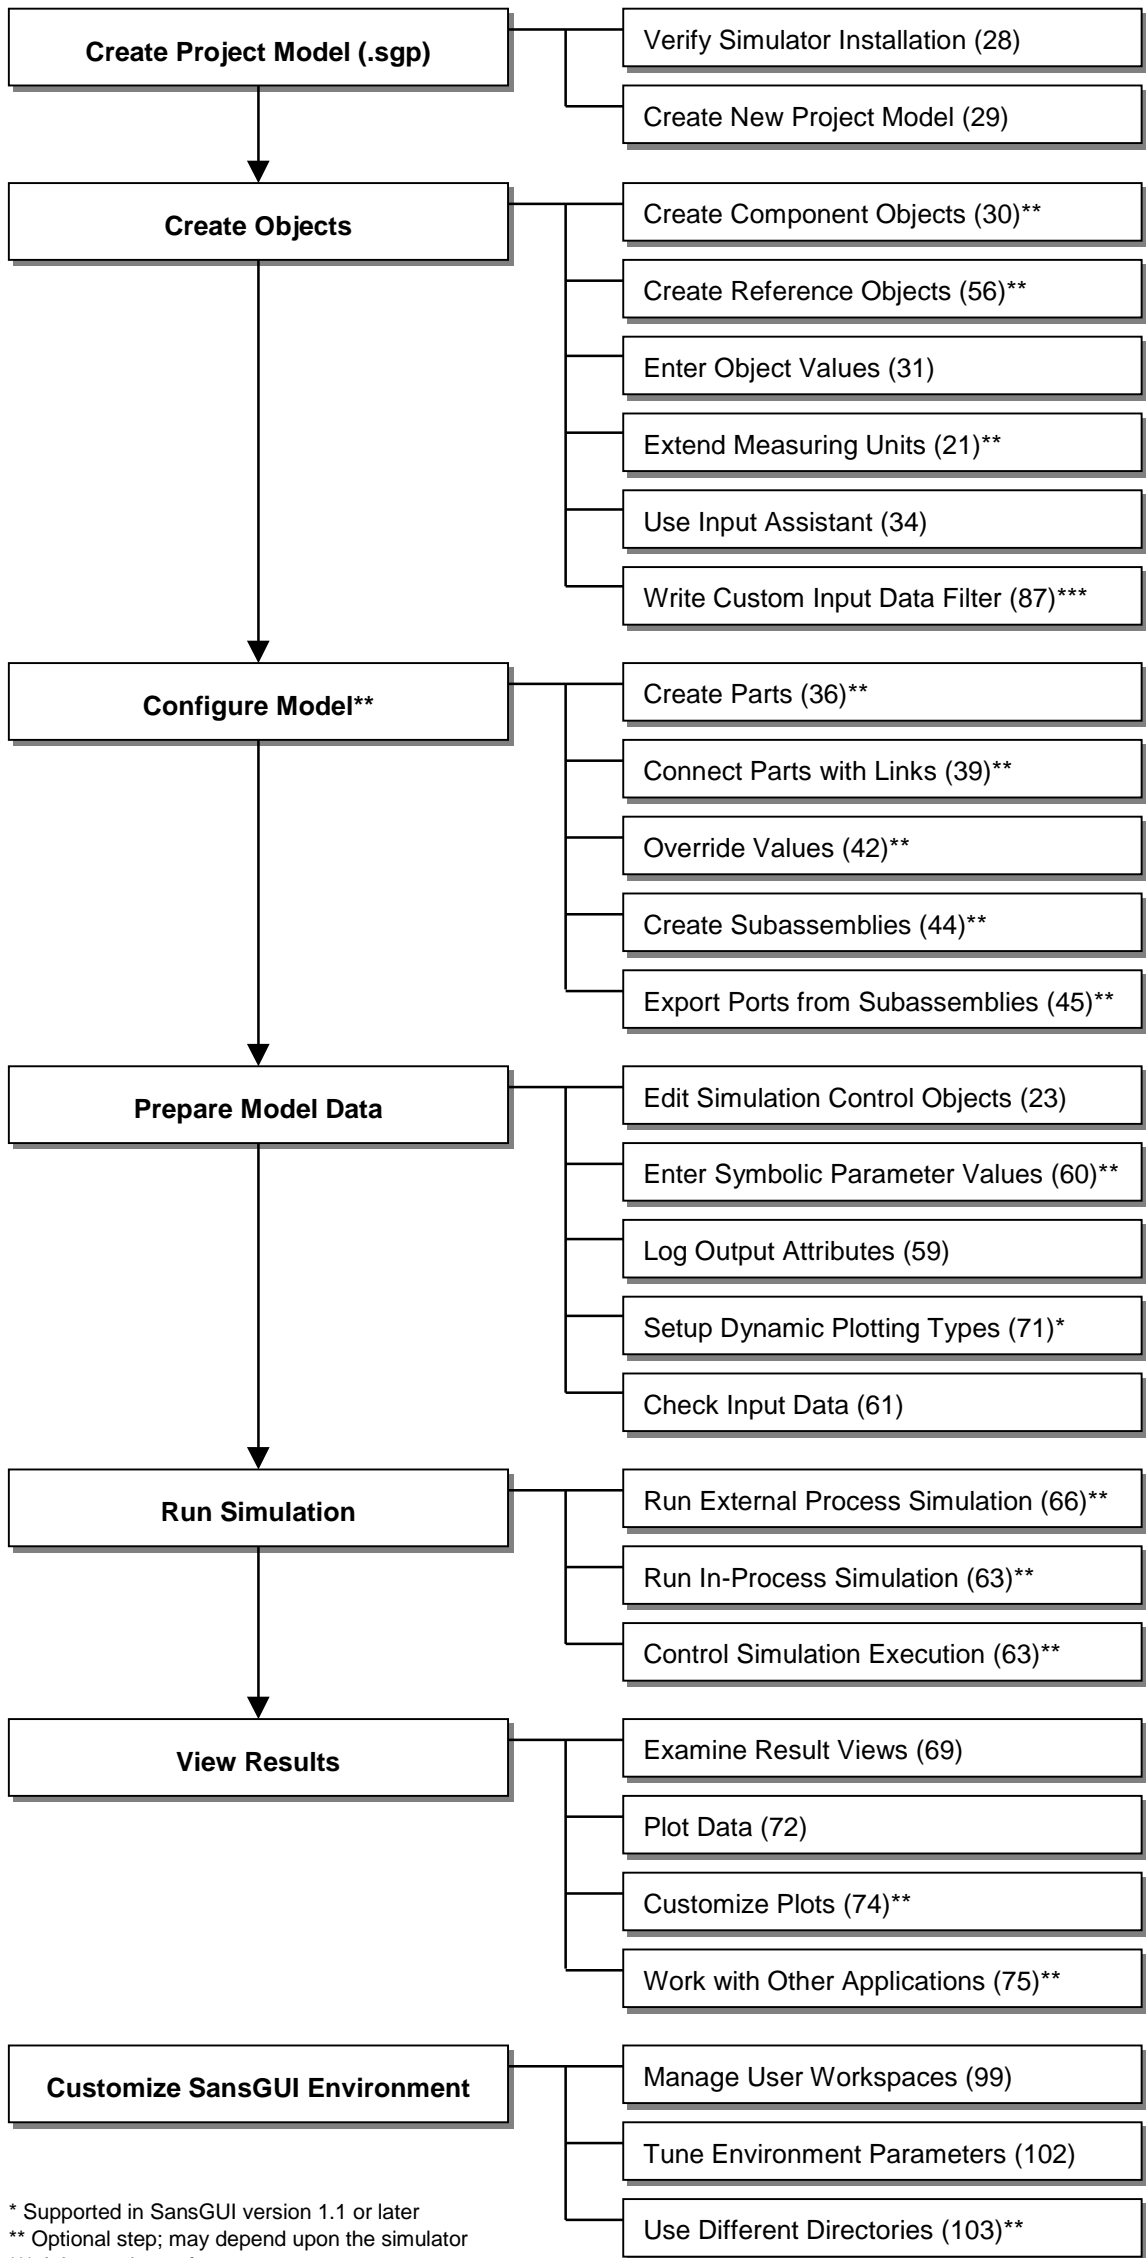 Create Project Model (.sgp)
Verify Simulator Installation (28)
Create New Project Model (29)
Create Objects
Create Component Objects (30)**
Create Reference Objects (56)**
Enter Object Values (31)
Extend Measuring Units (21)**
Use Input Assistant (34)
Write Custom Input Data Filter (87)***
Configure Model**
Create Parts (36)**
Connect Parts with Links (39)**
Override Values (42)**
Create Subassemblies (44)**
Export Ports from Subassemblies (45)**
Prepare Model Data
Edit Simulation Control Objects (23)
Enter Symbolic Parameter Values (60)**
Log Output Attributes (59)
Setup Dynamic Plotting Types (71)*
Check Input Data (61)
Run Simulation
Run External Process Simulation (66)**
Run In-Process Simulation (63)**
Control Simulation Execution (63)**
View Results
Examine Result Views (69)
Plot Data (72)
Customize Plots (74)**
Work with Other Applications (75)**
Customize SansGUI Environment
Manage User Workspaces (99)
Tune Environment Parameters (102)
Use Different Directories (103)**
* Supported in SansGUI version 1.1 or later
** Optional step; may depend upon the simulator